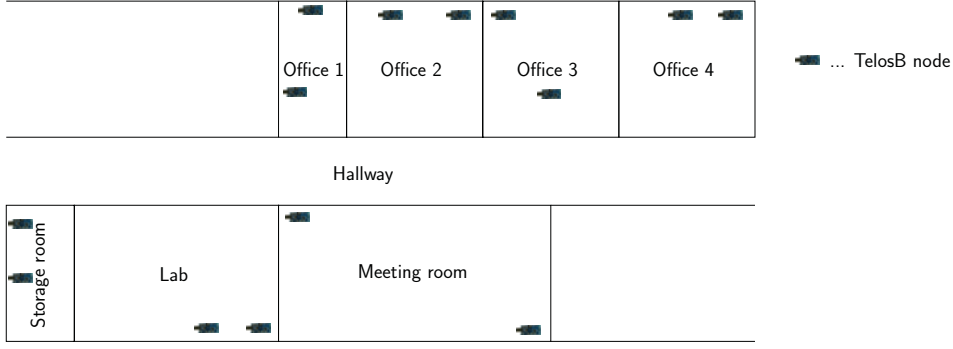 Office 1
Office 2
Office 3
Office 4
... TelosB node
Hallway
Storage room
Lab
Meeting room